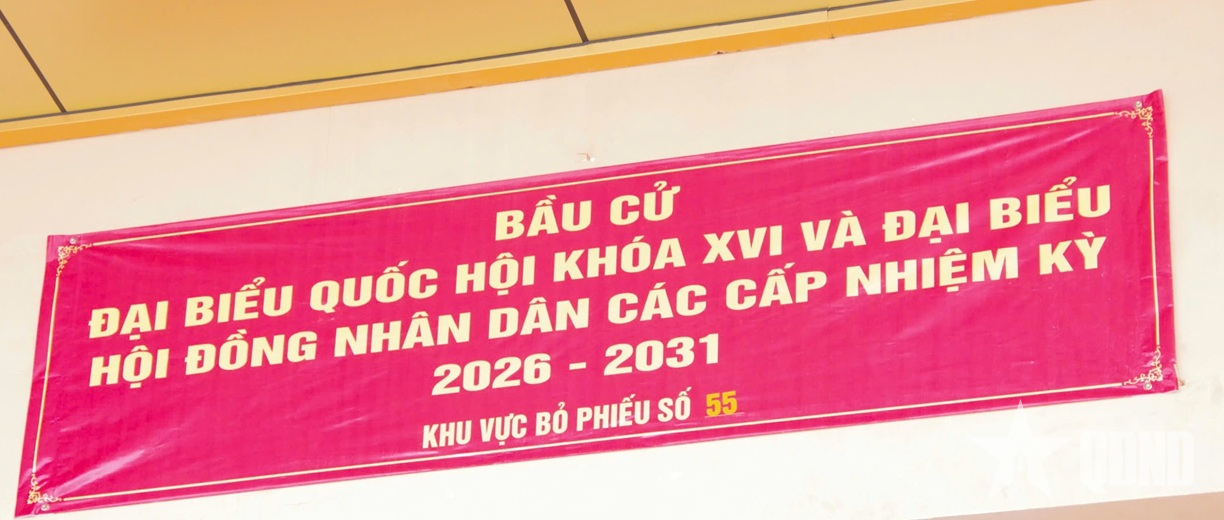 BẦU CỬ
ĐẠI BIỂU QUỐC HỘI KHÓA XVI VÀ ĐẠI BIỂU
HỘI ĐỒNG NHÂN DÂN CÁC CẤP NHIỆM KỲ
2026 - 2031
KHU VỰC BỎ PHIẾU SỐ 55
QĐND